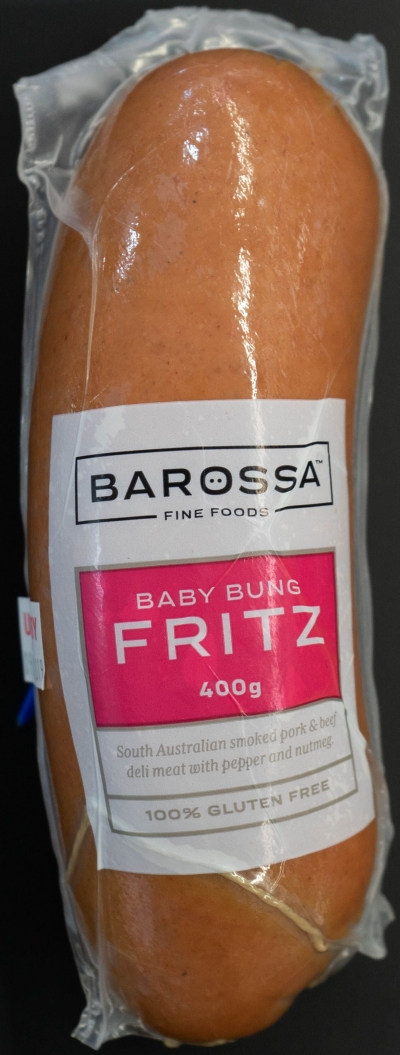 BAROSSA™
FINE FOODS
BABY BUNG
FRITZ
400g
South Australian smoked pork & beef
deli meat with pepper and nutmeg.
100% GLUTEN FREE